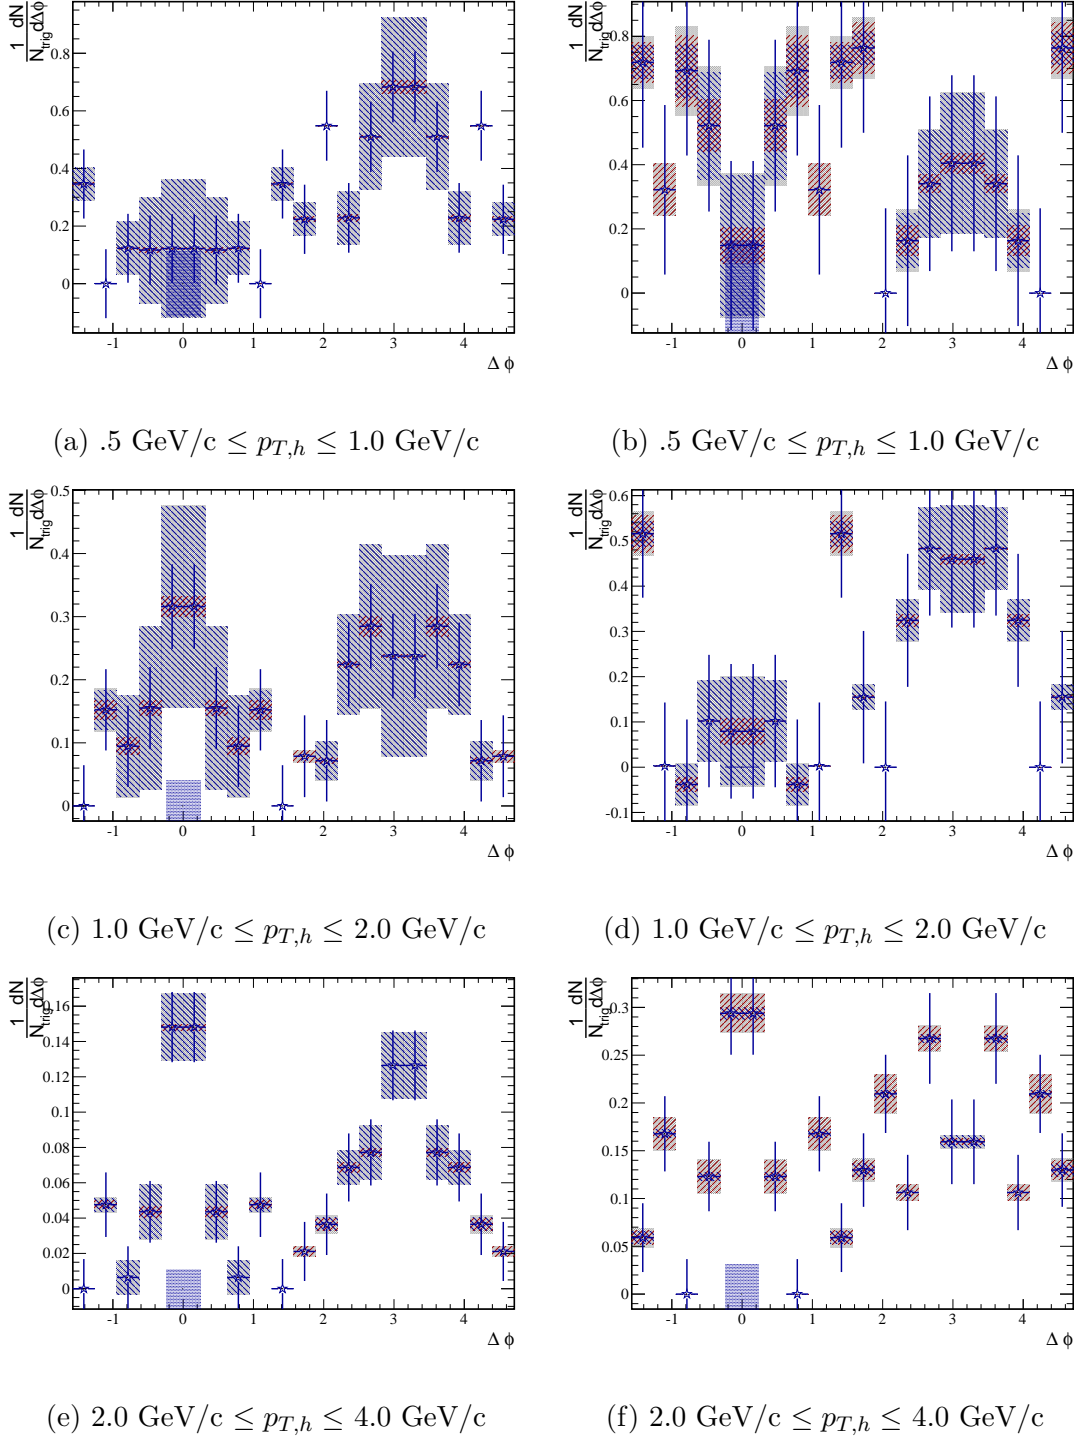 1 dN
N_trig dΔφ
0.8
0.6
0.4
0.2
0
-1 0 1 2 3 4
Δ φ
(a) .5 GeV/c ≤ p_{T,h} ≤ 1.0 GeV/c
1 dN
N_trig dΔφ
0.8
0.6
0.4
0.2
0
-1 0 1 2 3 4
Δ φ
(b) .5 GeV/c ≤ p_{T,h} ≤ 1.0 GeV/c
1 dN
N_trig dΔφ
0.5
0.4
0.3
0.2
0.1
0
-1 0 1 2 3 4
Δ φ
(c) 1.0 GeV/c ≤ p_{T,h} ≤ 2.0 GeV/c
1 dN
N_trig dΔφ
0.6
0.5
0.4
0.3
0.2
0.1
0
-0.1
-1 0 1 2 3 4
Δ φ
(d) 1.0 GeV/c ≤ p_{T,h} ≤ 2.0 GeV/c
1 dN
N_trig dΔφ
0.16
0.14
0.12
0.1
0.08
0.06
0.04
0.02
0
-1 0 1 2 3 4
Δ φ
(e) 2.0 GeV/c ≤ p_{T,h} ≤ 4.0 GeV/c
1 dN
N_trig dΔφ
0.3
0.25
0.2
0.15
0.1
0.05
0
-1 0 1 2 3 4
Δ φ
(f) 2.0 GeV/c ≤ p_{T,h} ≤ 4.0 GeV/c